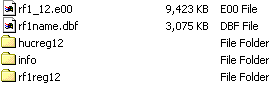 rf1_12.e00 9,423 KB E00 File
rf1name.dbf 3,075 KB DBF File
hucreg12 File Folder
info File Folder
rf1reg12 File Folder